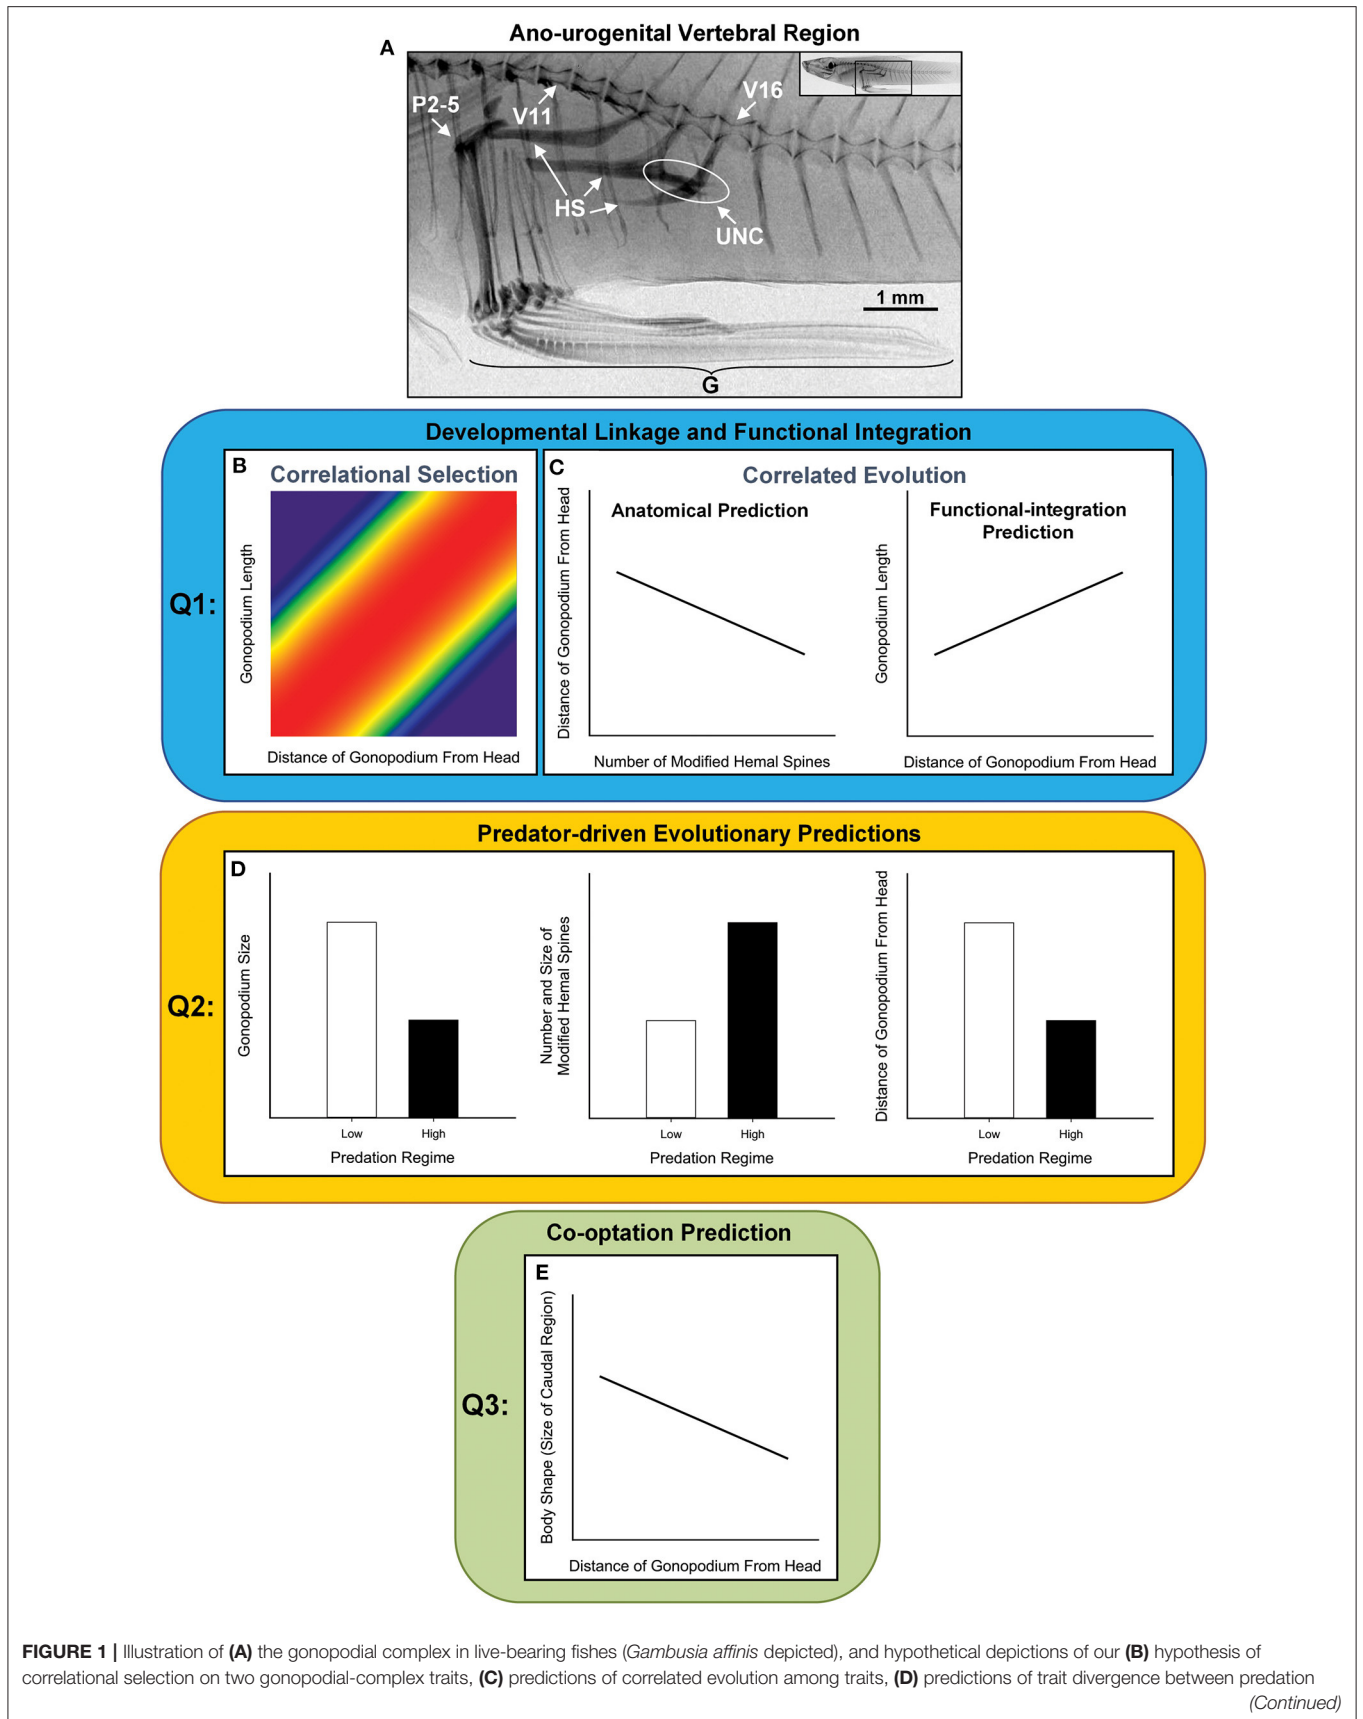 Ano-urogenital Vertebral Region
A
P2-5
V11
V16
HS
UNC
1 mm
G
Developmental Linkage and Functional Integration
Q1:
B
Correlational Selection
Gonopodium Length
Distance of Gonopodium From Head
C
Correlated Evolution
Anatomical Prediction
Distance of Gonopodium From Head
Number of Modified Hemal Spines
Functional-integration
Prediction
Gonopodium Length
Distance of Gonopodium From Head
Predator-driven Evolutionary Predictions
Q2:
D
Gonopodium Size
Low High
Predation Regime
Number and Size of
Modified Hemal Spines
Low High
Predation Regime
Distance of Gonopodium From Head
Low High
Predation Regime
Co-optation Prediction
Q3:
E
Body Shape (Size of Caudal Region)
Distance of Gonopodium From Head
FIGURE 1 | Illustration of (A) the gonopodial complex in live-bearing fishes (Gambusia affinis depicted), and hypothetical depictions of our (B) hypothesis of
correlational selection on two gonopodial-complex traits, (C) predictions of correlated evolution among traits, (D) predictions of trait divergence between predation
(Continued)